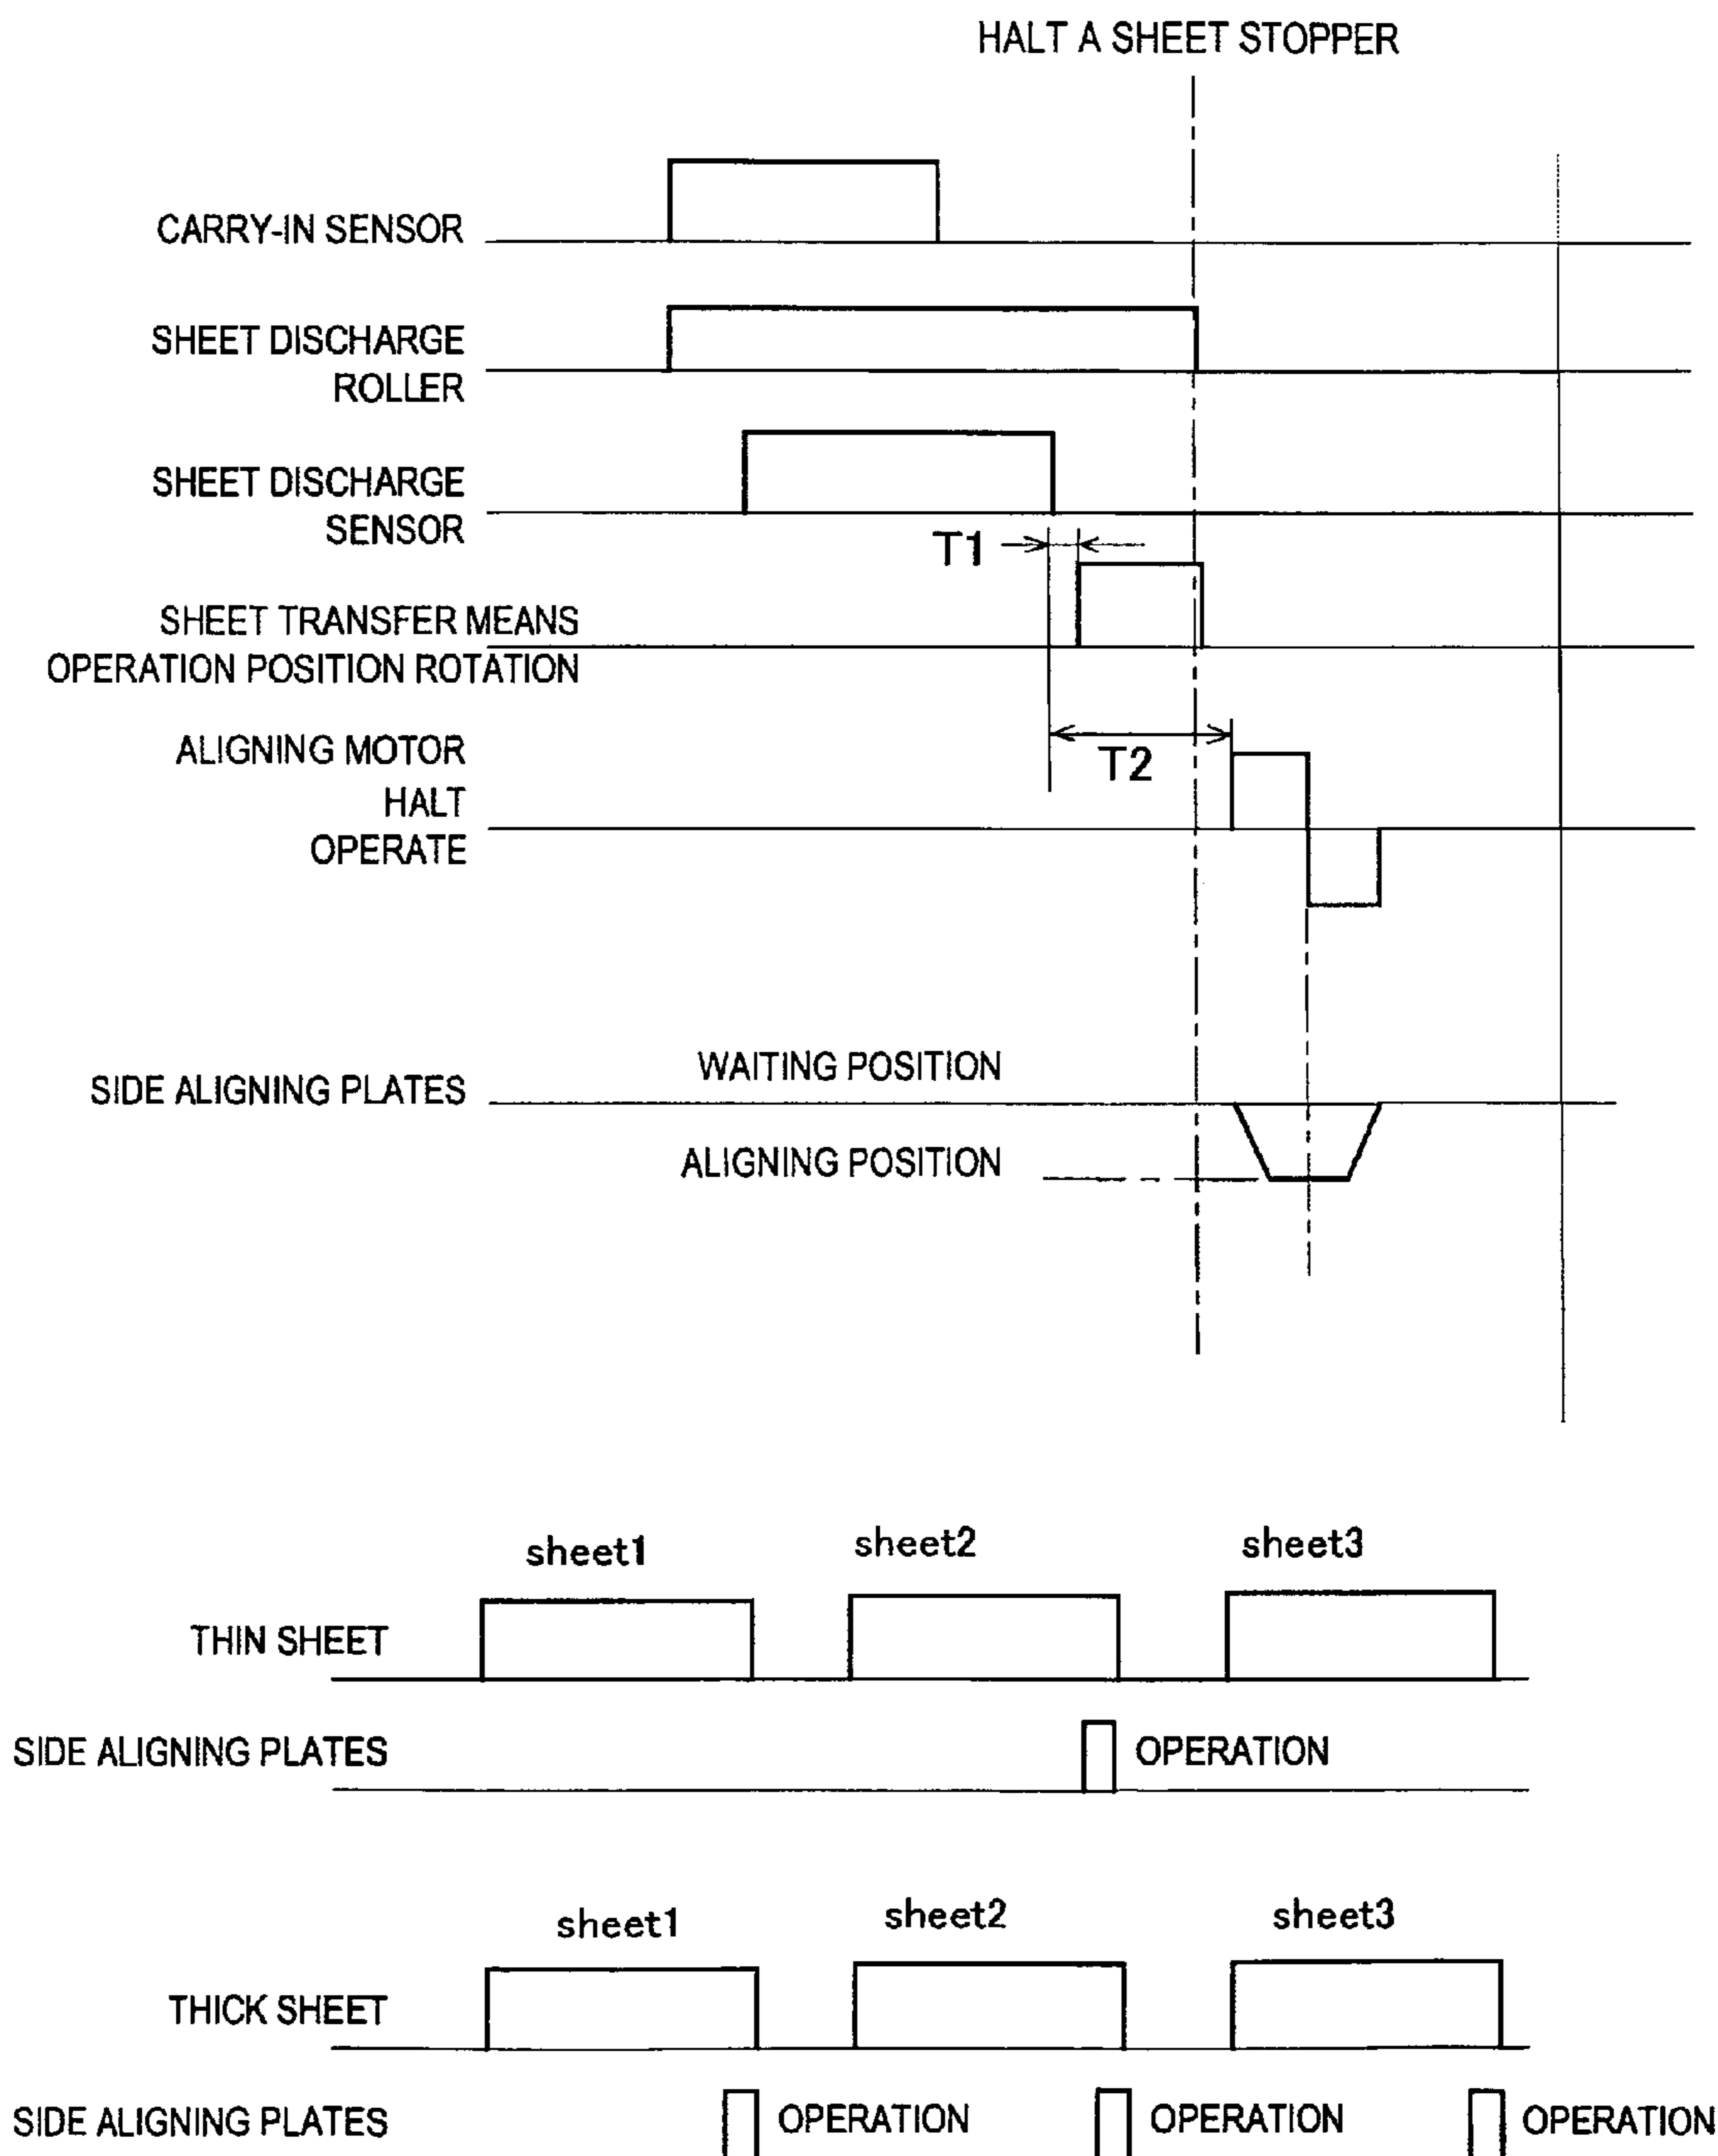 HALT A SHEET STOPPER
CARRY-IN SENSOR
SHEET DISCHARGE
ROLLER
SHEET DISCHARGE
SENSOR
T1
SHEET TRANSFER MEANS
OPERATION POSITION ROTATION
ALIGNING MOTOR
HALT
OPERATE
T2
WAITING POSITION
SIDE ALIGNING PLATES
ALIGNING POSITION
sheet1 sheet2 sheet3
THIN SHEET
SIDE ALIGNING PLATES OPERATION
sheet1 sheet2 sheet3
THICK SHEET
SIDE ALIGNING PLATES OPERATION OPERATION OPERATION